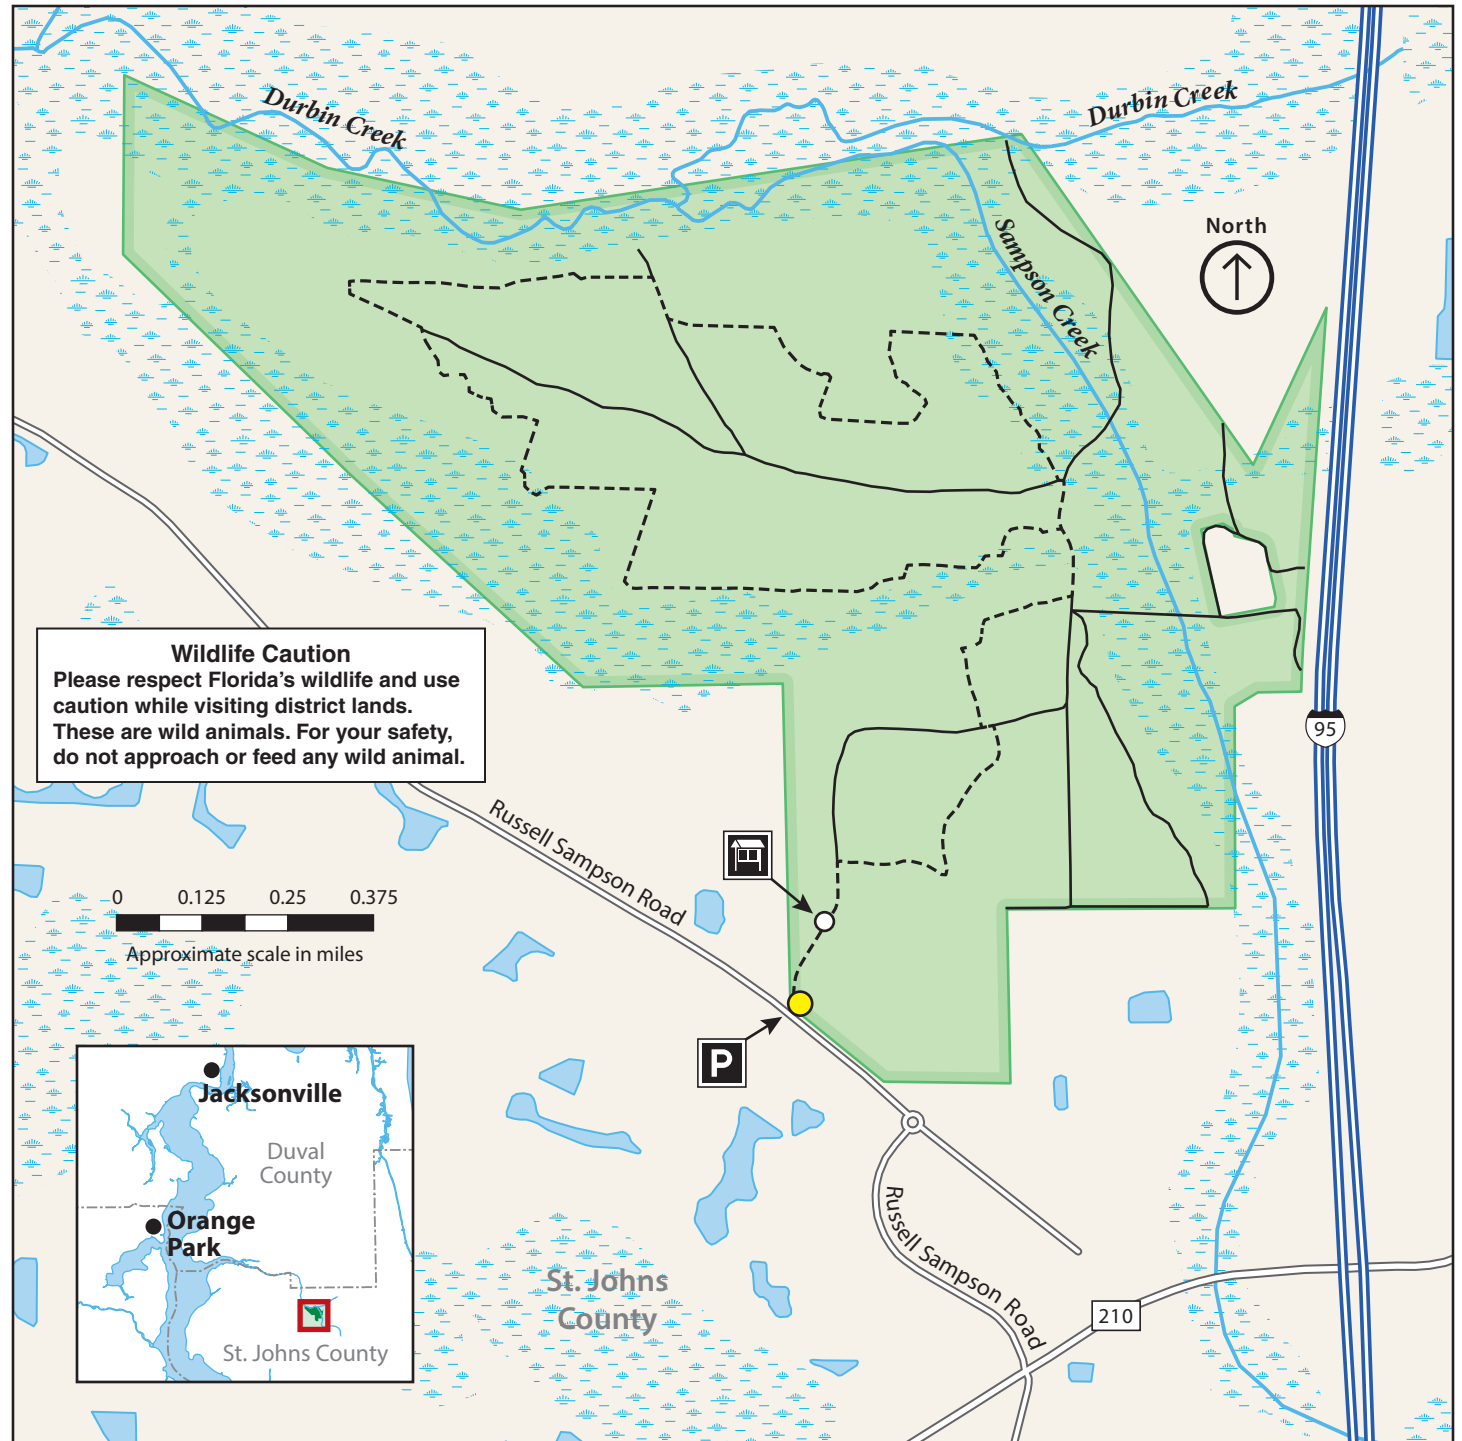 Durbin Creek
Durbin Creek
North
Sampson Creek
Wildlife Caution
Please respect Florida's wildlife and use
caution while visiting district lands.
These are wild animals. For your safety,
do not approach or feed any wild animal.
95
Russell Sampson Road
0 0.125 0.25 0.375
Approximate scale in miles
P
Jacksonville
Duval
County
Orange
Park
St. Johns County
St. Johns
County
Russell Sampson Road
210